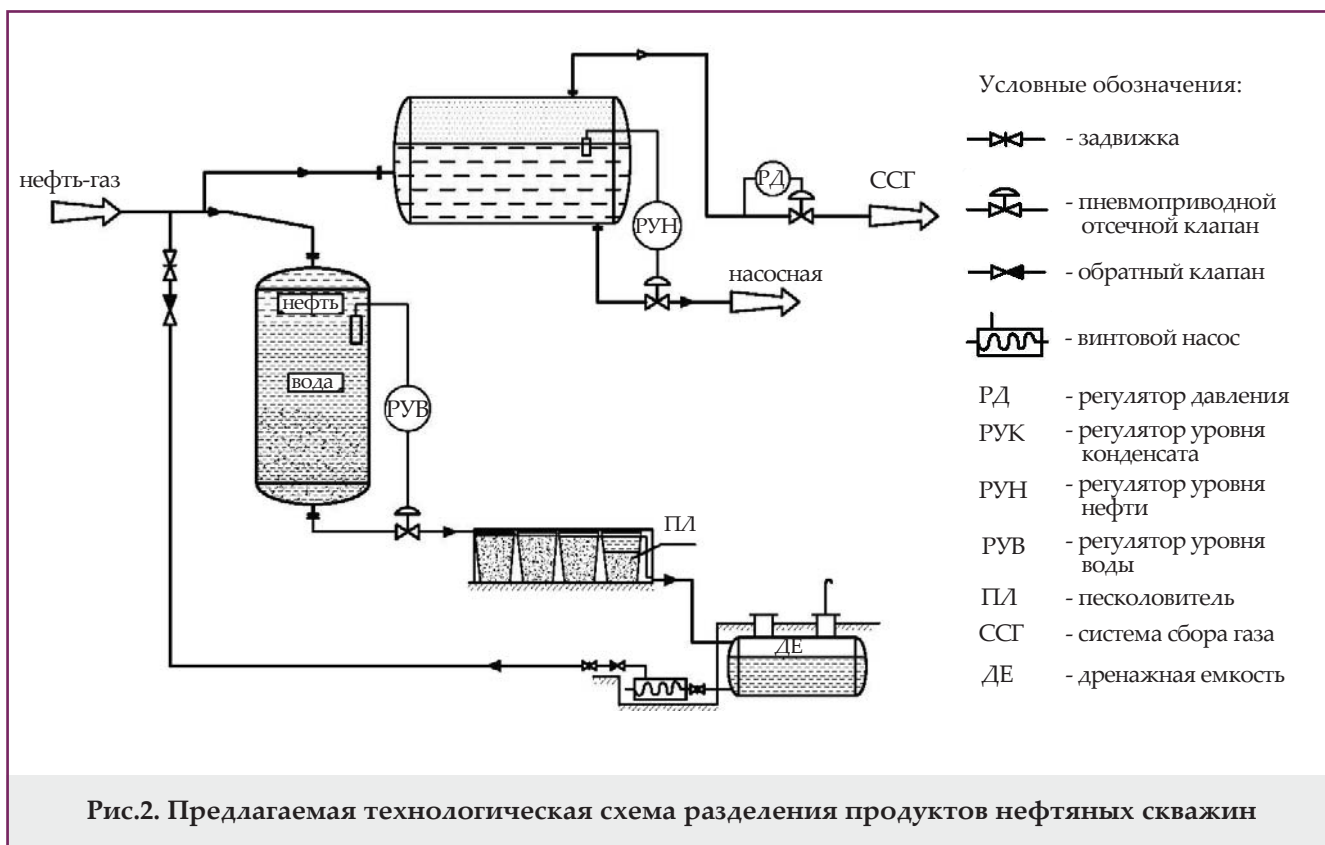 нефть-газ
РУН
РД
ССГ
насосная
нефть
вода
РУВ
ПЛ
ДЕ
Условные обозначения:
- задвижка
- пневмоприводной
отсечной клапан
- обратный клапан
- винтовой насос
РД - регулятор давления
РУК - регулятор уровня
конденсата
РУН - регулятор уровня
нефти
РУВ - регулятор уровня
воды
ПЛ - песколовитель
ССГ - система сбора газа
ДЕ - дренажная емкость
Рис.2. Предлагаемая технологическая схема разделения продуктов нефтяных скважин